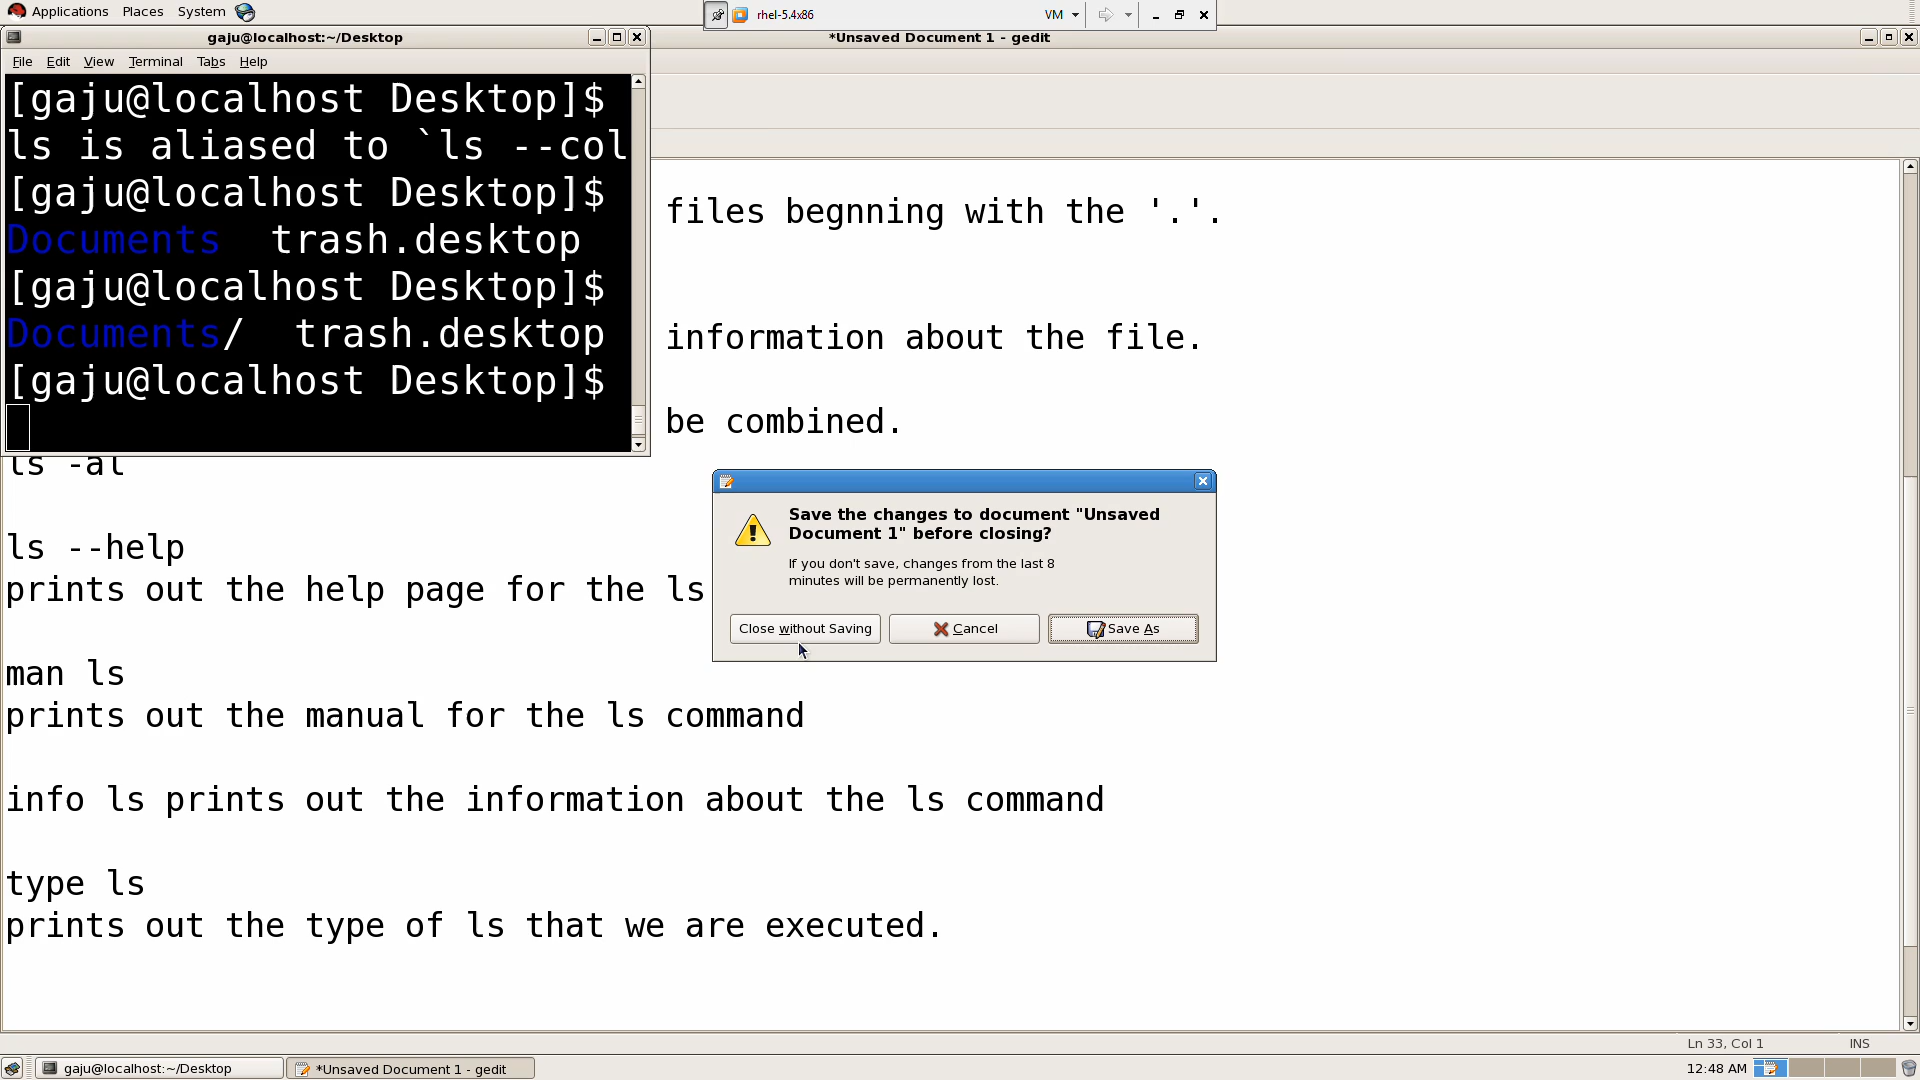 Applications Places System
rhel-5.4x86 VM
gaju@localhost:~/Desktop
*Unsaved Document 1 - gedit
File Edit View Terminal Tabs Help
[gaju@localhost Desktop]$
ls is aliased to `ls --col
[gaju@localhost Desktop]$
Documents trash.desktop
[gaju@localhost Desktop]$
Documents/ trash.desktop
[gaju@localhost Desktop]$
files begnning with the '.'.
information about the file.
be combined.
ls -al
ls --help
prints out the help page for the ls
man ls
prints out the manual for the ls command
info ls prints out the information about the ls command
type ls
prints out the type of ls that we are executed.
Save the changes to document "Unsaved
Document 1" before closing?
If you don't save, changes from the last 8
minutes will be permanently lost.
Close without Saving
Cancel
Save As
Ln 33, Col 1 INS
gaju@localhost:~/Desktop
*Unsaved Document 1 - gedit
12:48 AM